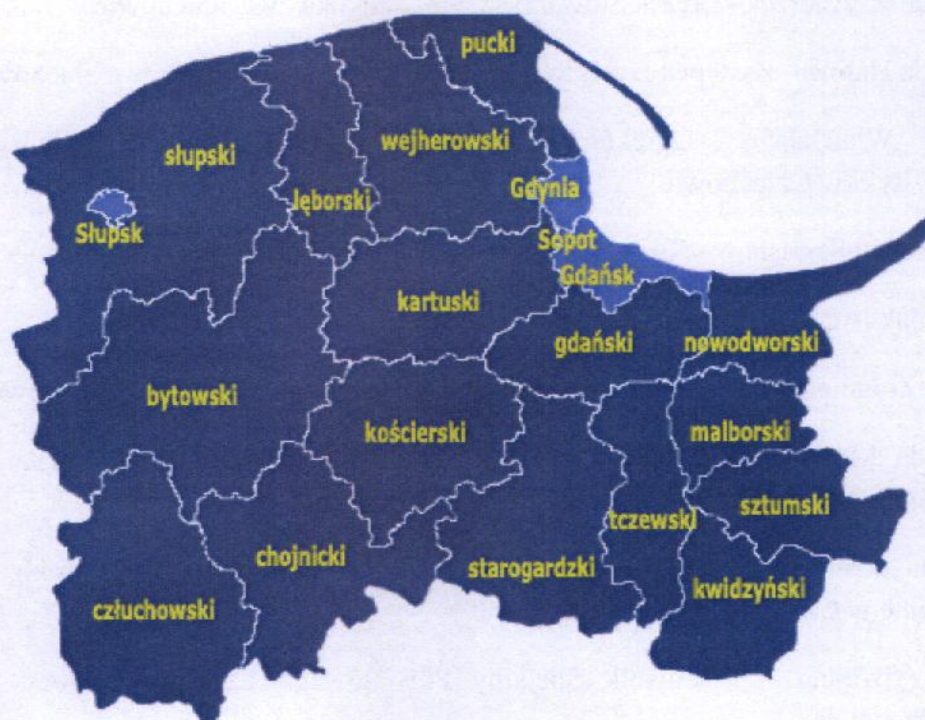 pucki
wejherowski
słupski
Gdynia
lęborski
Słupsk
Sopot
Gdańsk
kartuski
gdański
nowodworski
bytowski
kościerski
malborski
sztumski
tczewski
chojnicki
starogardzki
kwidzyński
człuchowski